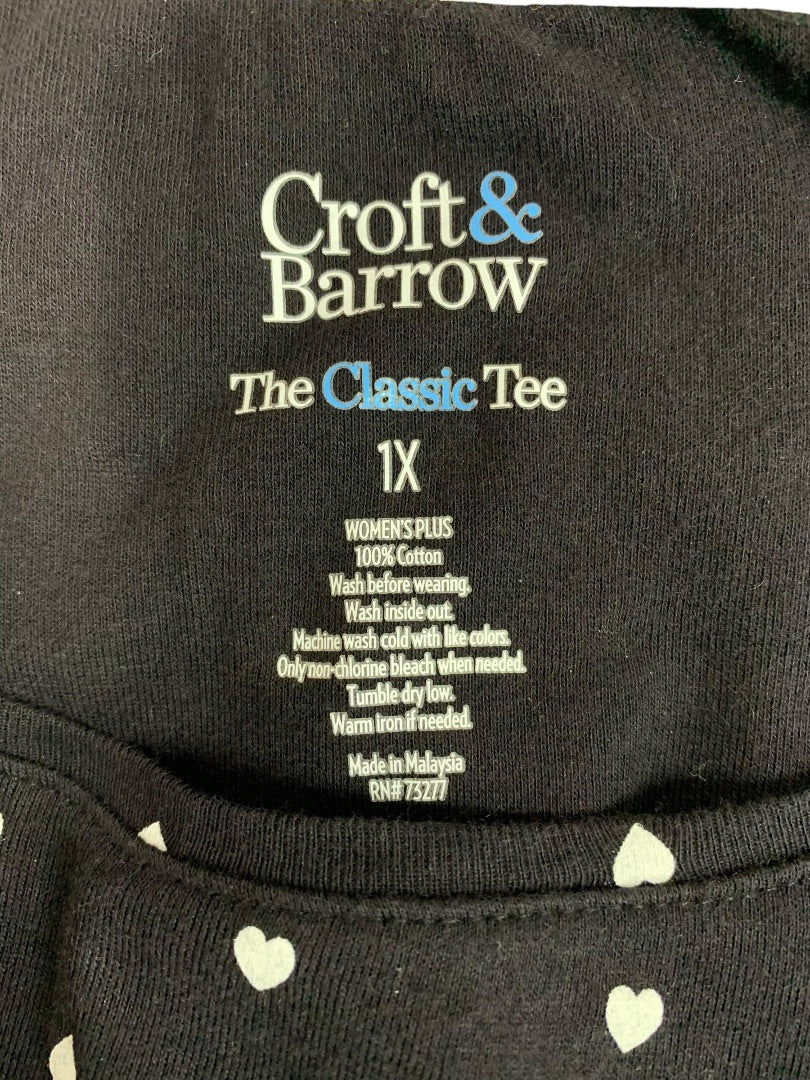 Croft&
Barrow
The Classic Tee
1X
WOMEN'S PLUS
100% Cotton
Wash before wearing.
Wash inside out.
Machine wash cold with like colors.
Only non-chlorine bleach when needed.
Tumble dry low.
Warm iron if needed.
Made in Malaysia
RN# 73277